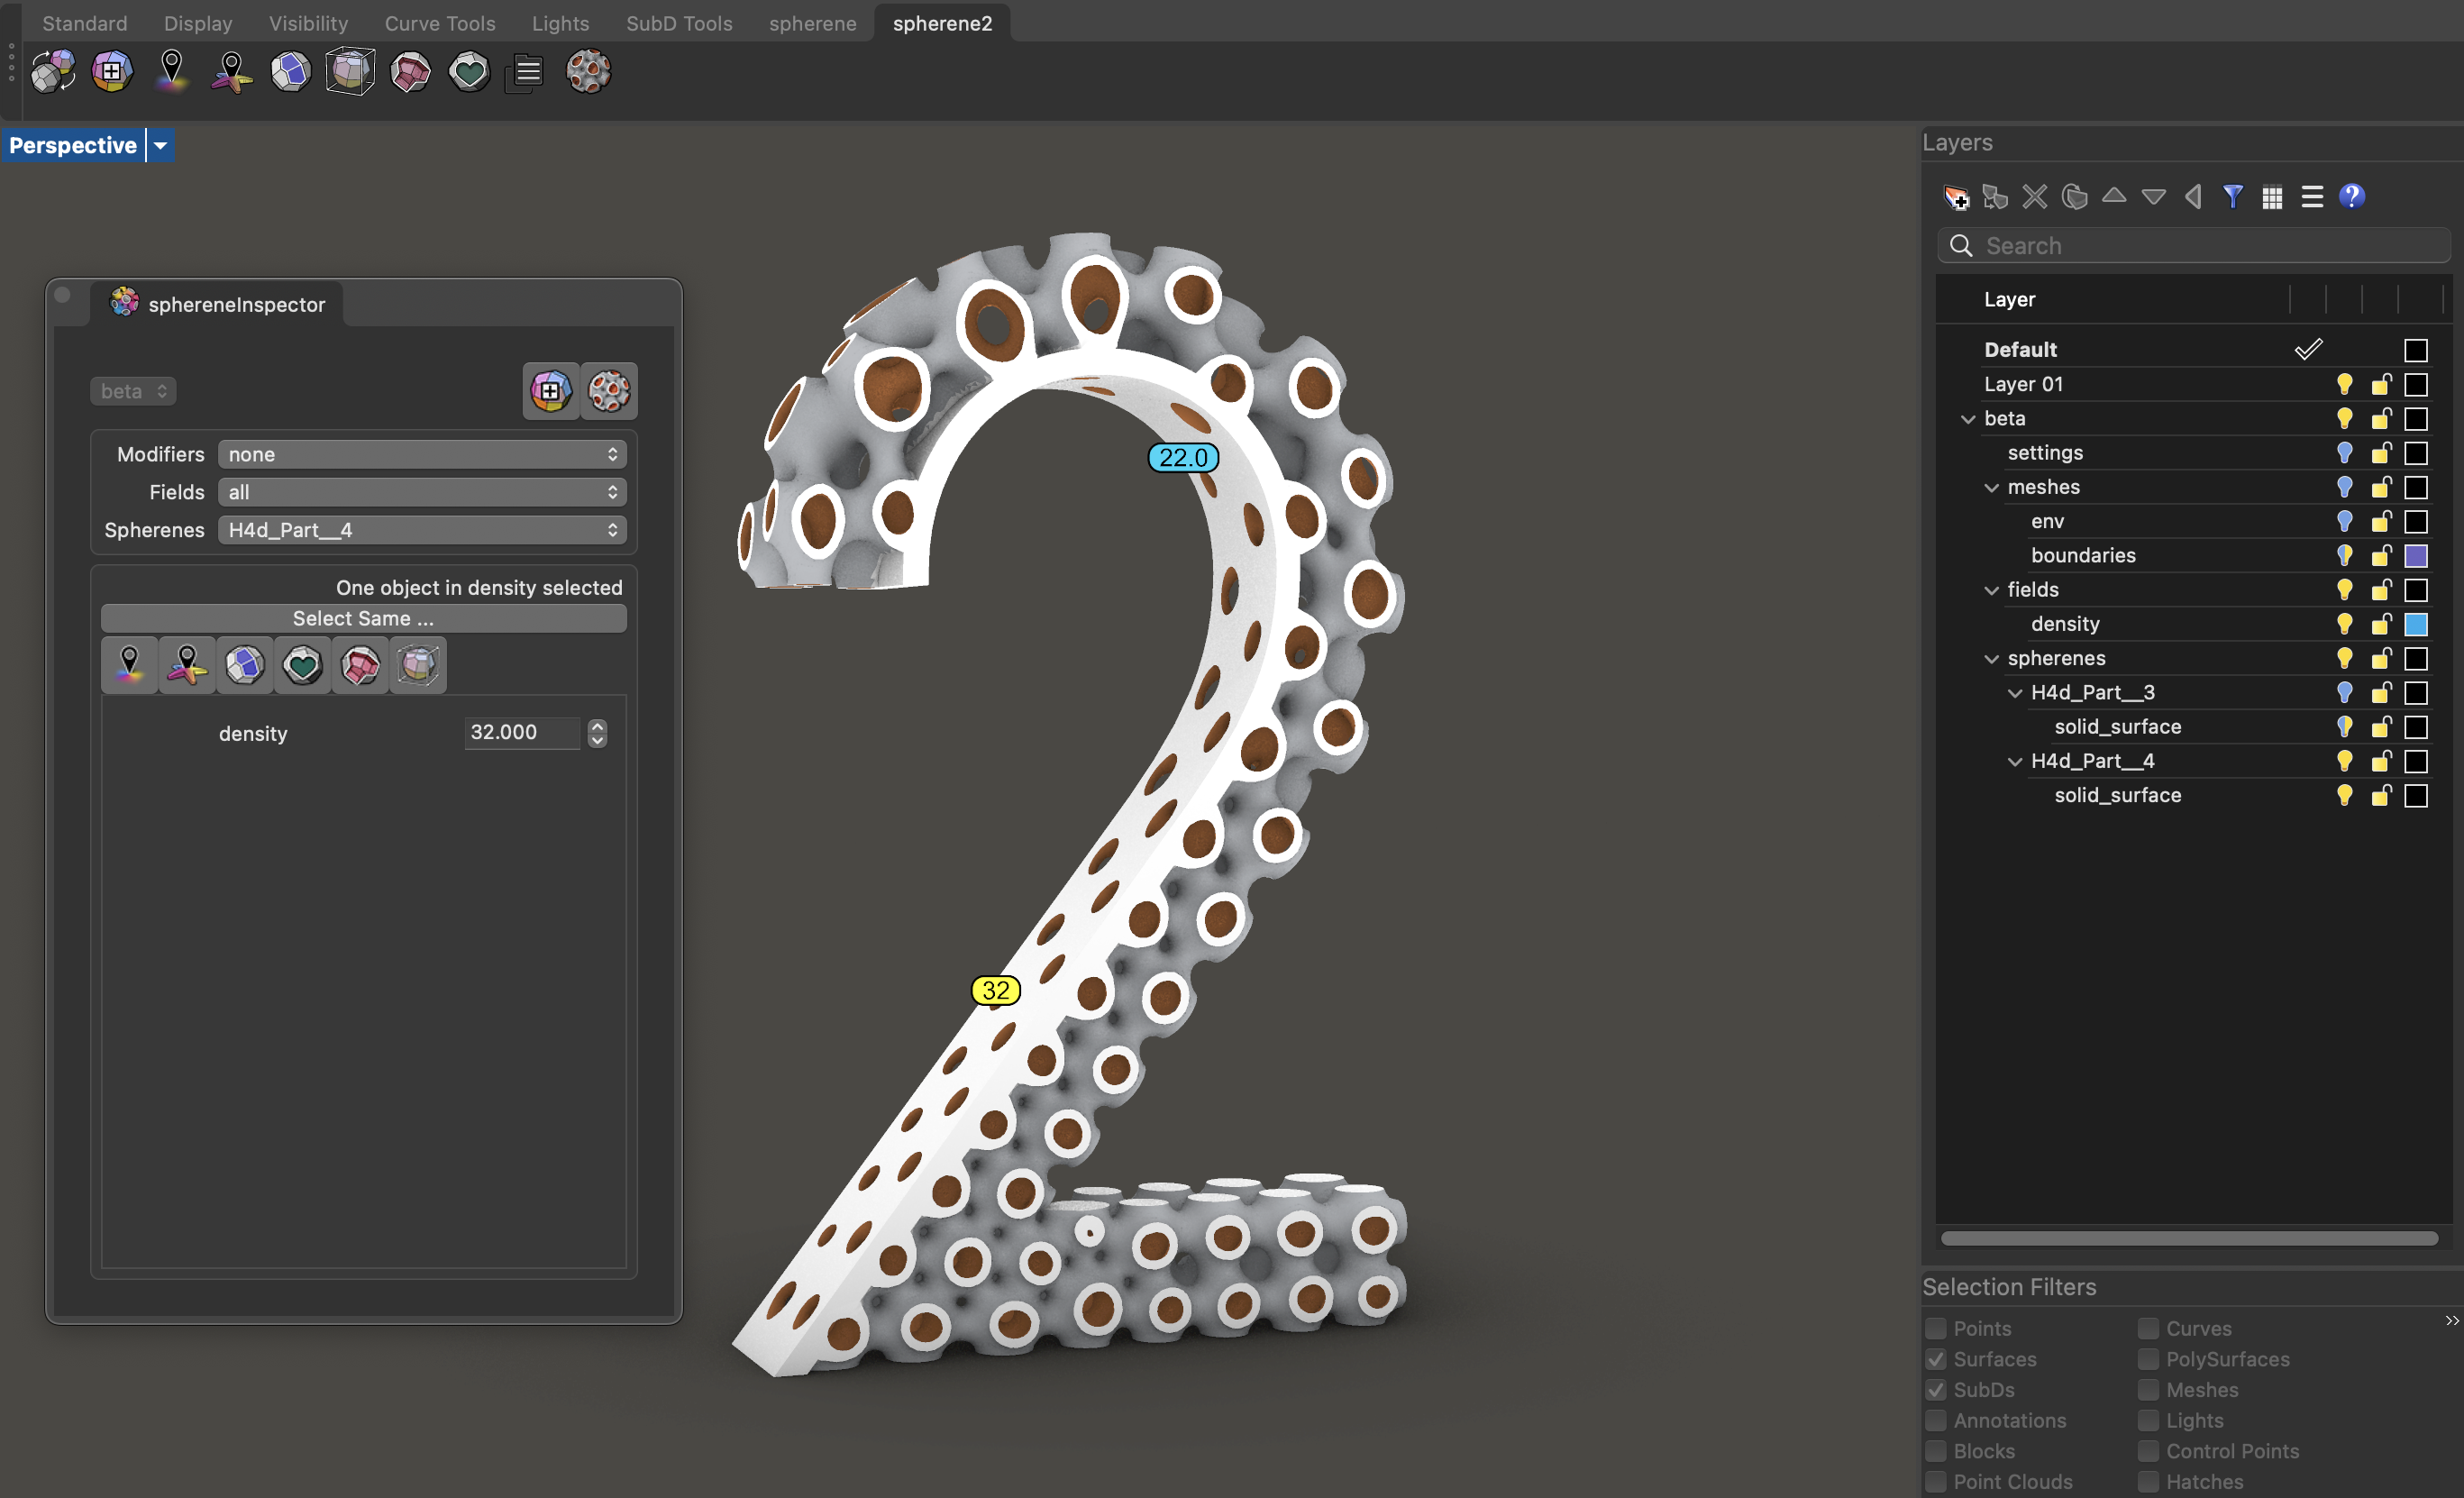 Standard Display Visibility Curve Tools Lights SubD Tools spherene spherene2
Perspective
sphereneInspector
beta
Modifiers none
Fields all
Spherenes H4d_Part__4
One object in density selected
Select Same ...
density 32.000
22.0
32
Layers
Search
Layer
Default
Layer 01
beta
settings
meshes
env
boundaries
fields
density
spherenes
H4d_Part__3
solid_surface
H4d_Part__4
solid_surface
Selection Filters
Points Curves
Surfaces PolySurfaces
SubDs Meshes
Annotations Lights
Blocks Control Points
Point Clouds Hatches